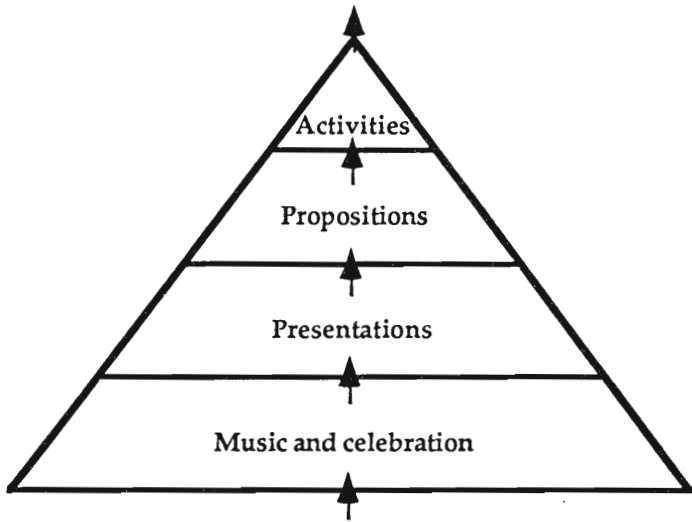 Activities
Propositions
Presentations
Music and celebration